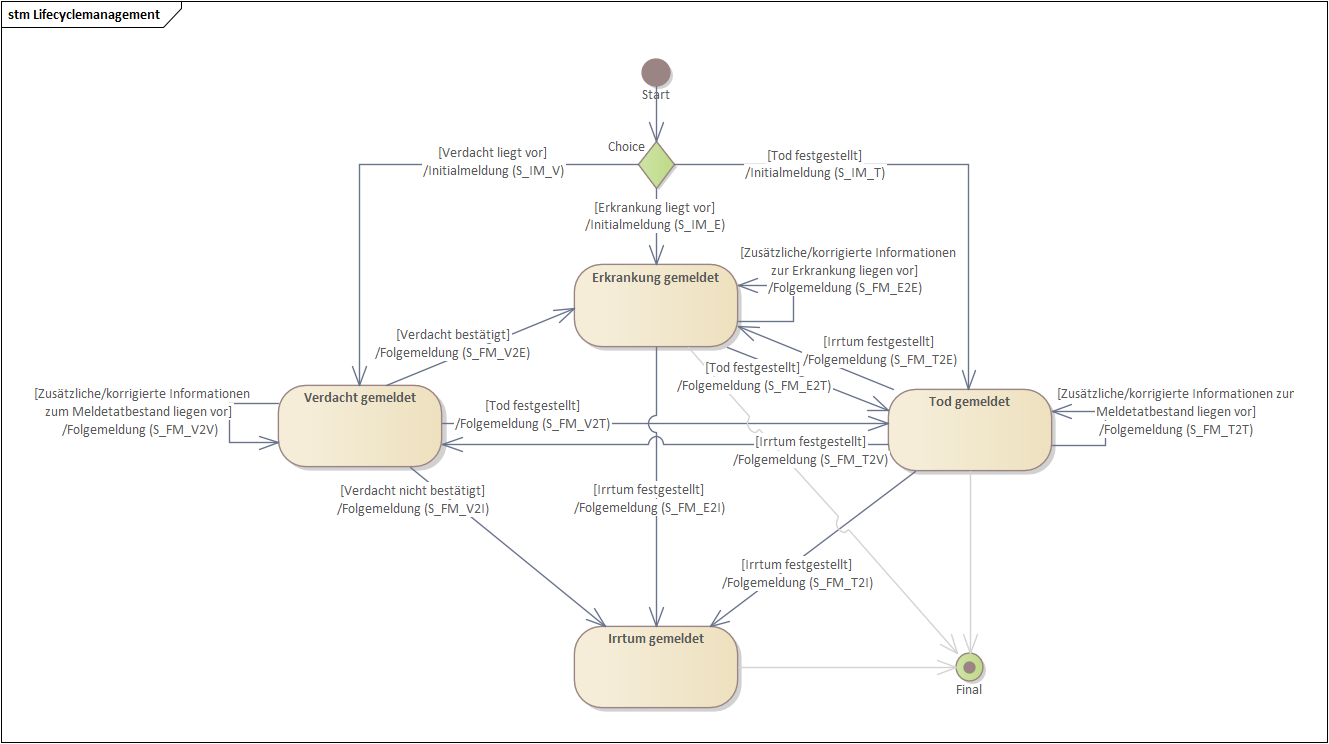 stm Lifecyclemanagement
Start
Choice
[Verdacht liegt vor]
/Initialmeldung (S_IM_V)
[Tod festgestellt]
/Initialmeldung (S_IM_T)
[Erkrankung liegt vor]
/Initialmeldung (S_IM_E)
Erkrankung gemeldet
[Zusätzliche/korrigierte Informationen
zur Erkrankung liegen vor]
/Folgemeldung (S_FM_E2E)
[Verdacht bestätigt]
/Folgemeldung (S_FM_V2E)
[Irrtum festgestellt]
/Folgemeldung (S_FM_T2E)
[Tod festgestellt]
/Folgemeldung (S_FM_E2T)
[Zusätzliche/korrigierte Informationen
zum Meldetatbestand liegen vor]
/Folgemeldung (S_FM_V2V)
Verdacht gemeldet
[Tod festgestellt]
/Folgemeldung (S_FM_V2T)
Tod gemeldet
[Zusätzliche/korrigierte Informationen zur
Meldetatbestand liegen vor]
/Folgemeldung (S_FM_T2T)
[Irrtum festgestellt]
/Folgemeldung (S_FM_T2V)
[Verdacht nicht bestätigt]
/Folgemeldung (S_FM_V2I)
[Irrtum festgestellt]
/Folgemeldung (S_FM_E2I)
[Irrtum festgestellt]
/Folgemeldung (S_FM_T2I)
Irrtum gemeldet
Final